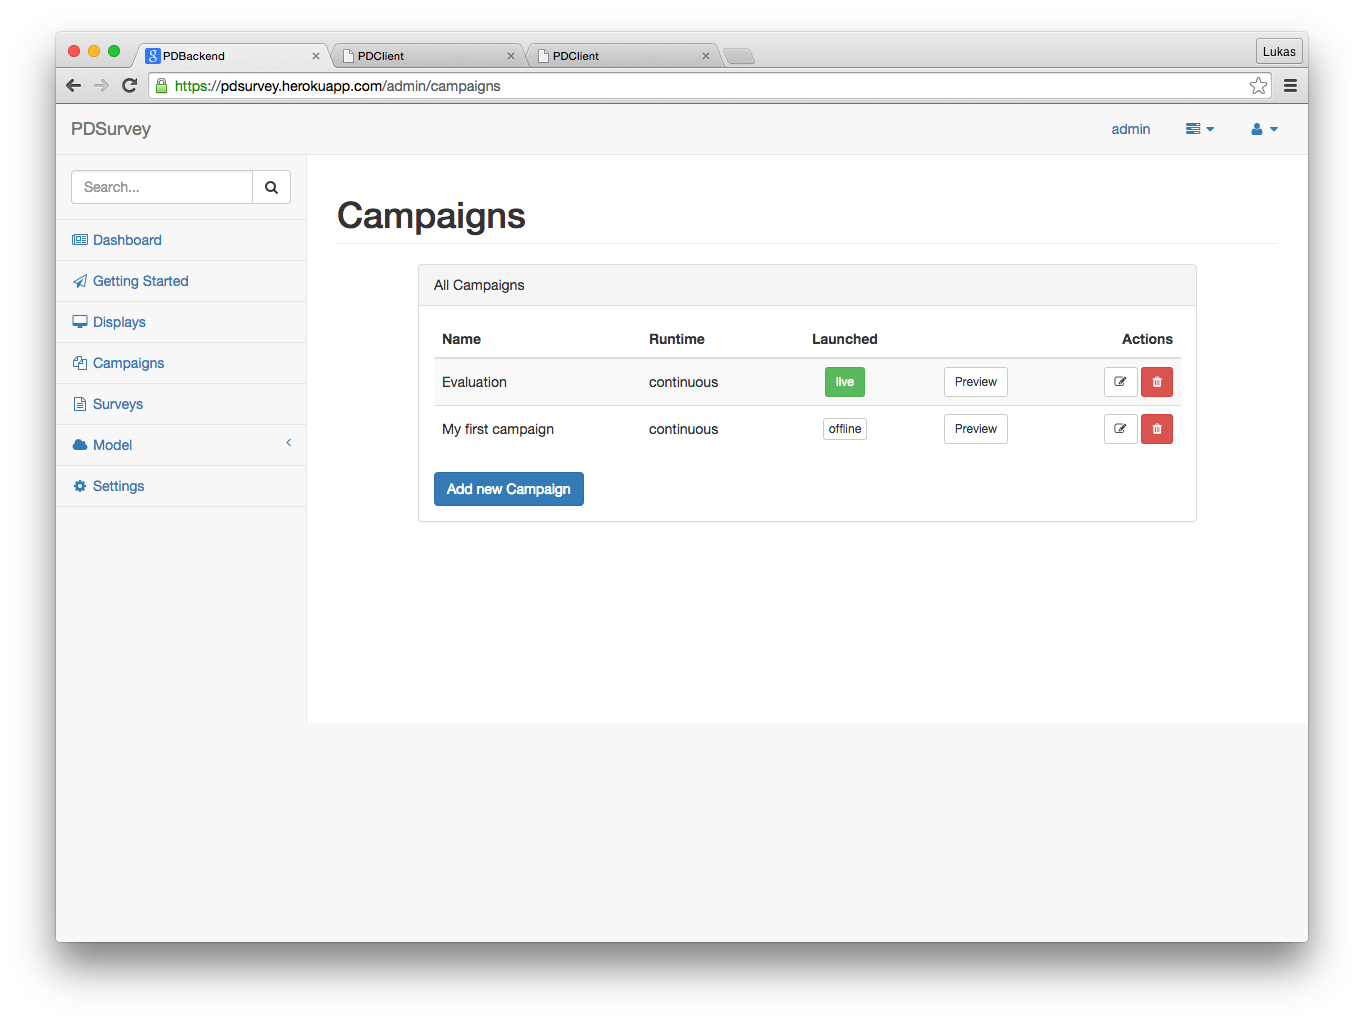 PDBackend
PDClient
PDClient
Lukas
https://pdsurvey.herokuapp.com/admin/campaigns
PDSurvey
admin
Search...
Dashboard
Getting Started
Displays
Campaigns
Surveys
Model
Settings
Campaigns
All Campaigns
Name Runtime Launched Actions
Evaluation continuous live Preview
My first campaign continuous offline Preview
Add new Campaign